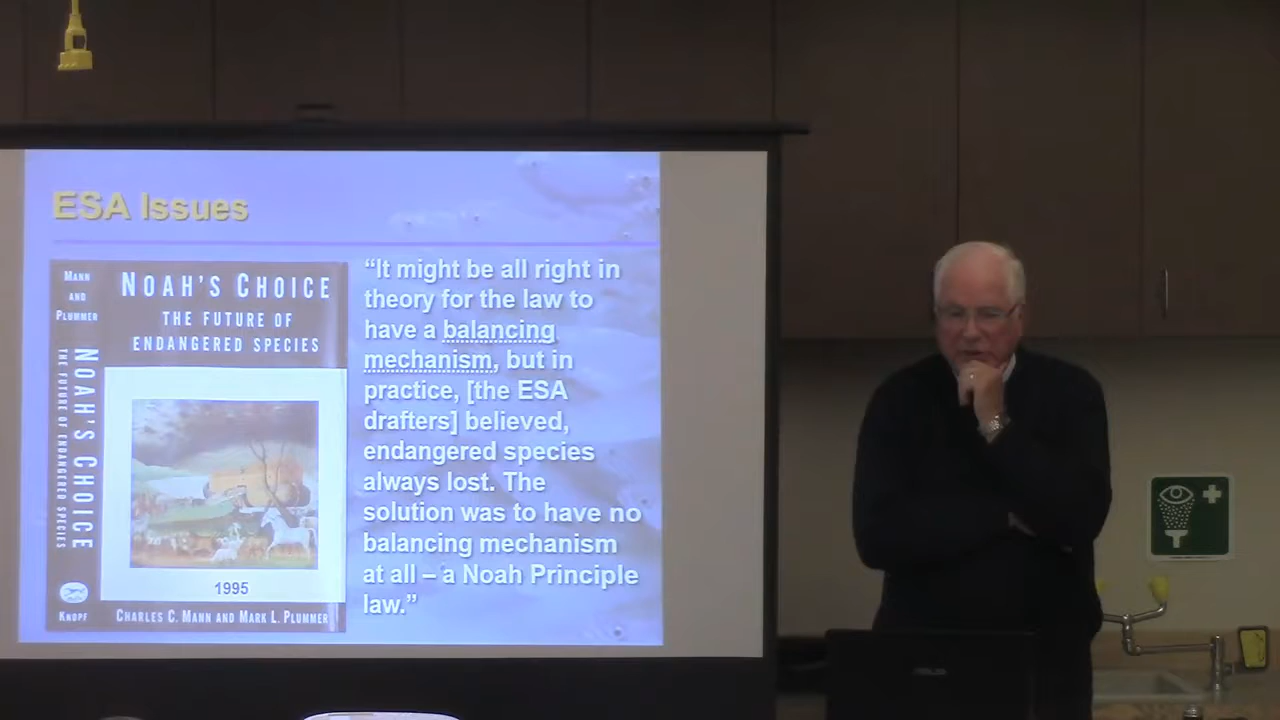 ESA Issues
MANN
AND
PLUMMER
NOAH'S CHOICE
THE FUTURE OF ENDANGERED SPECIES
KNOPF
NOAH'S CHOICE
THE FUTURE OF
ENDANGERED SPECIES
1995
CHARLES C. MANN AND MARK L. PLUMMER
“It might be all right in
theory for the law to
have a balancing
mechanism, but in
practice, [the ESA
drafters] believed,
endangered species
always lost. The
solution was to have no
balancing mechanism
at all – a Noah Principle
law.”
ASUS